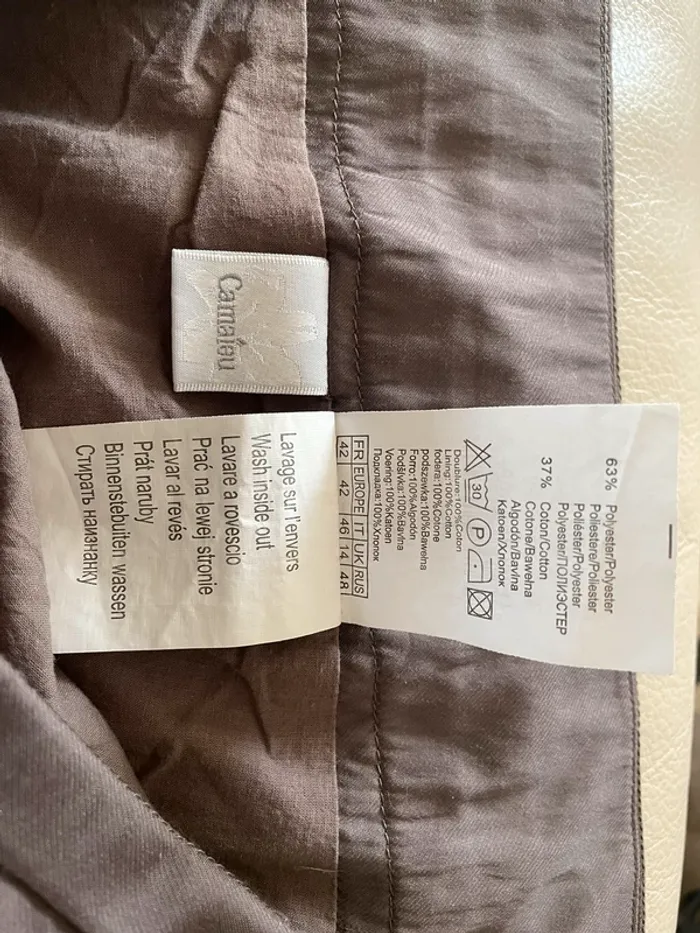 Camaïeu
63% Polyester/Polyester
Poliestere/Poliester
Poliéster/Polyester
Polyester/ПОЛИЭСТЕР
37% Coton/Cotton
Cotone/Bawełna
Algodón/Bavlna
Katoen/Хлопок
30 P
Doublure:100%Coton
Lining:100%Cotton
fodera:100%Cotone
podszewka:100%Bawełna
Forro:100%Algodón
Podšívka:100%Bavlna
Voering:100%Katoen
Подкладка:100%Хлопок
FR EUROPE IT UK RUS
42 42 46 14 48
Lavage sur l'envers
Wash inside out
Lavare a rovescio
Prać na lewej stronie
Lavar al revés
Prát naruby
Binnenstebuiten wassen
Стирать наизнанку